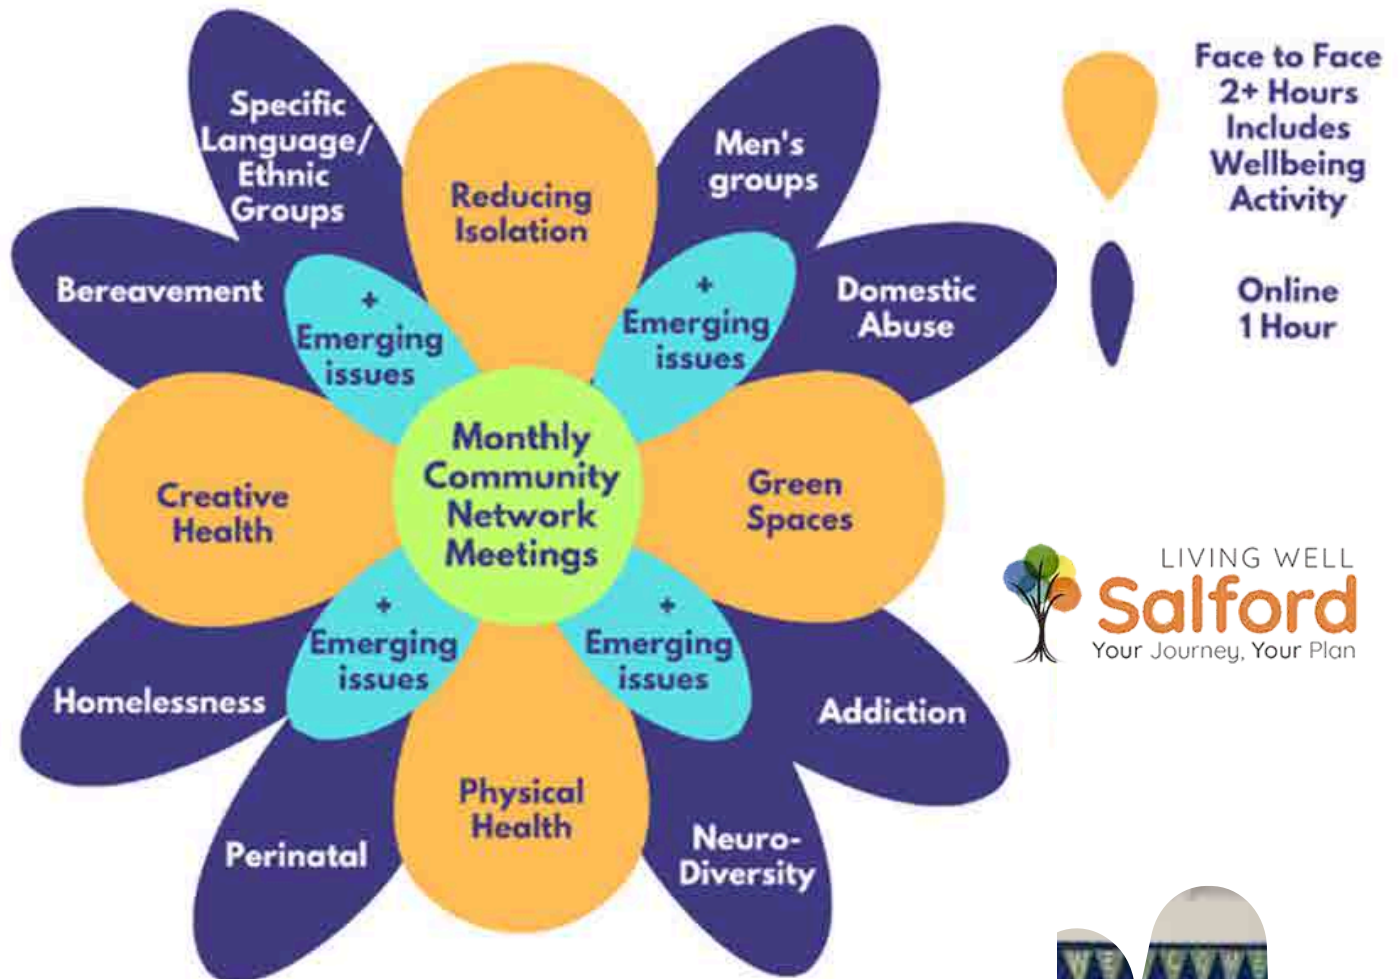 Specific
Language/
Ethnic
Groups
Reducing
Isolation
Men's
groups
Bereavement
+
Emerging
issues
+
Emerging
issues
Domestic
Abuse
Creative
Health
Monthly
Community
Network
Meetings
Green
Spaces
Homelessness
+
Emerging
issues
+
Emerging
issues
Addiction
Perinatal
Physical
Health
Neuro-
Diversity
Face to Face
2+ Hours
Includes
Wellbeing
Activity
Online
1 Hour
LIVING WELL
Salford
Your Journey, Your Plan
WE